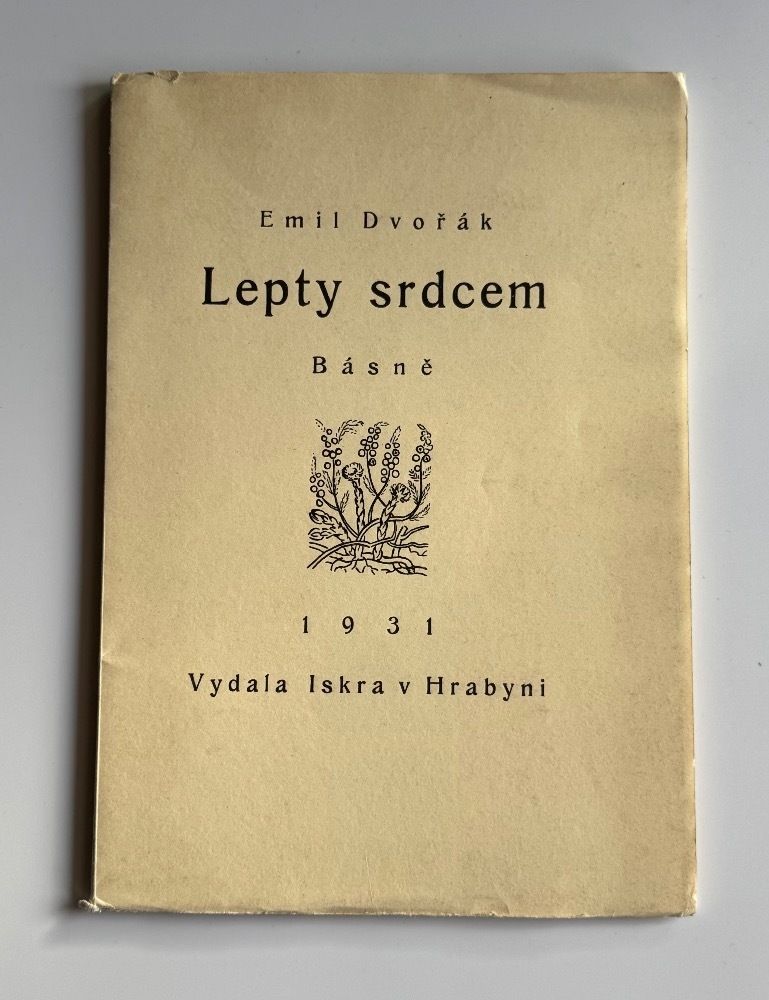 Emil Dvořák
Lepty srdcem
Básně
1931
Vydala Iskra v Hrabyni